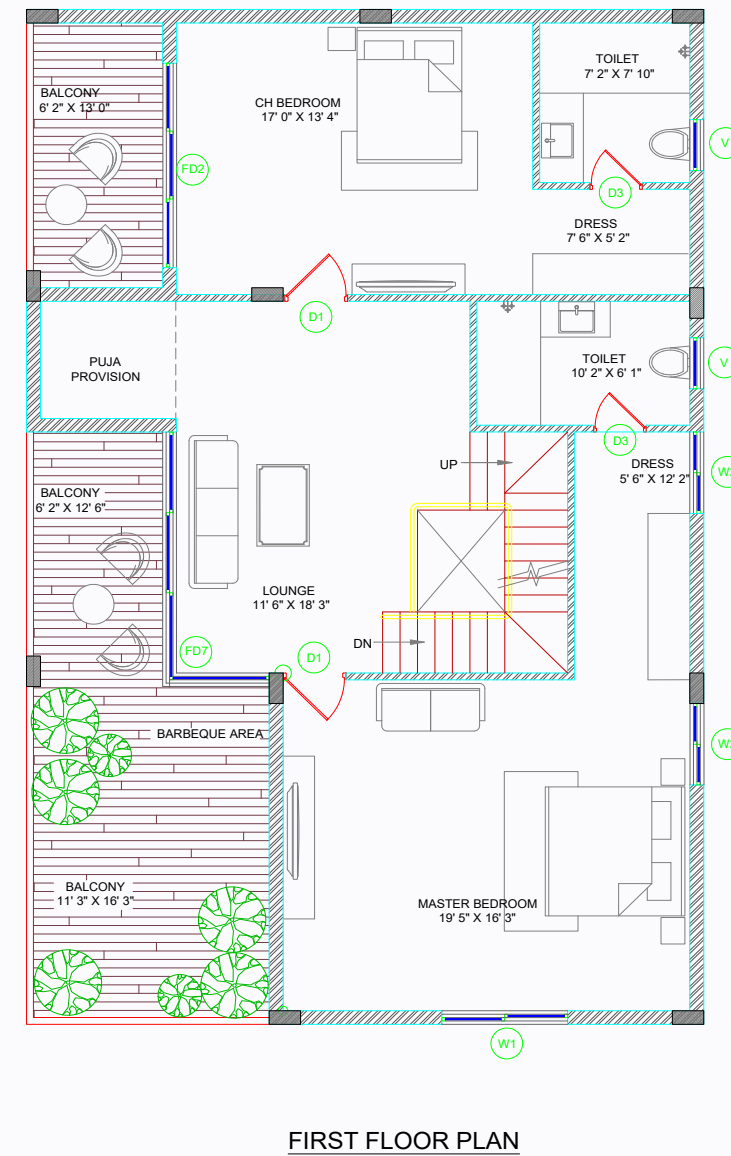 TOILET
7' 2" X 7' 10"
BALCONY
6' 2" X 13' 0"
CH BEDROOM
17' 0" X 13' 4"
V
FD2
D3
DRESS
7' 6" X 5' 2"
D1
PUJA
PROVISION
TOILET
10' 2" X 6' 1"
V
D3
UP
DRESS
5' 6" X 12' 2"
BALCONY
6' 2" X 12' 6"
LOUNGE
11' 6" X 18' 3"
DN
FD7
D1
BARBEQUE AREA
BALCONY
11' 3" X 16' 3"
MASTER BEDROOM
19' 5" X 16' 3"
W1
FIRST FLOOR PLAN